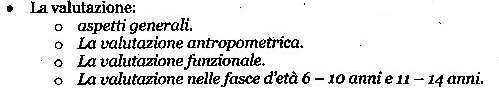 • La valutazione:
o aspetti generali.
o La valutazione antropometrica.
o La valutazione funzionale.
o La valutazione nelle fasce d'età 6 – 10 anni e 11 – 14 anni.